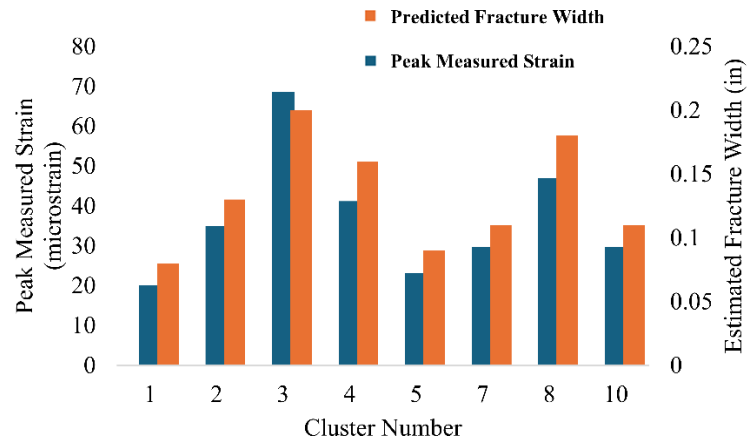 Predicted Fracture Width
Peak Measured Strain
Peak Measured Strain
(microstrain)
80
70
60
50
40
30
20
10
0
0.25
0.2
0.15
0.1
0.05
0
Estimated Fracture Width (in)
1 2 3 4 5 7 8 10
Cluster Number